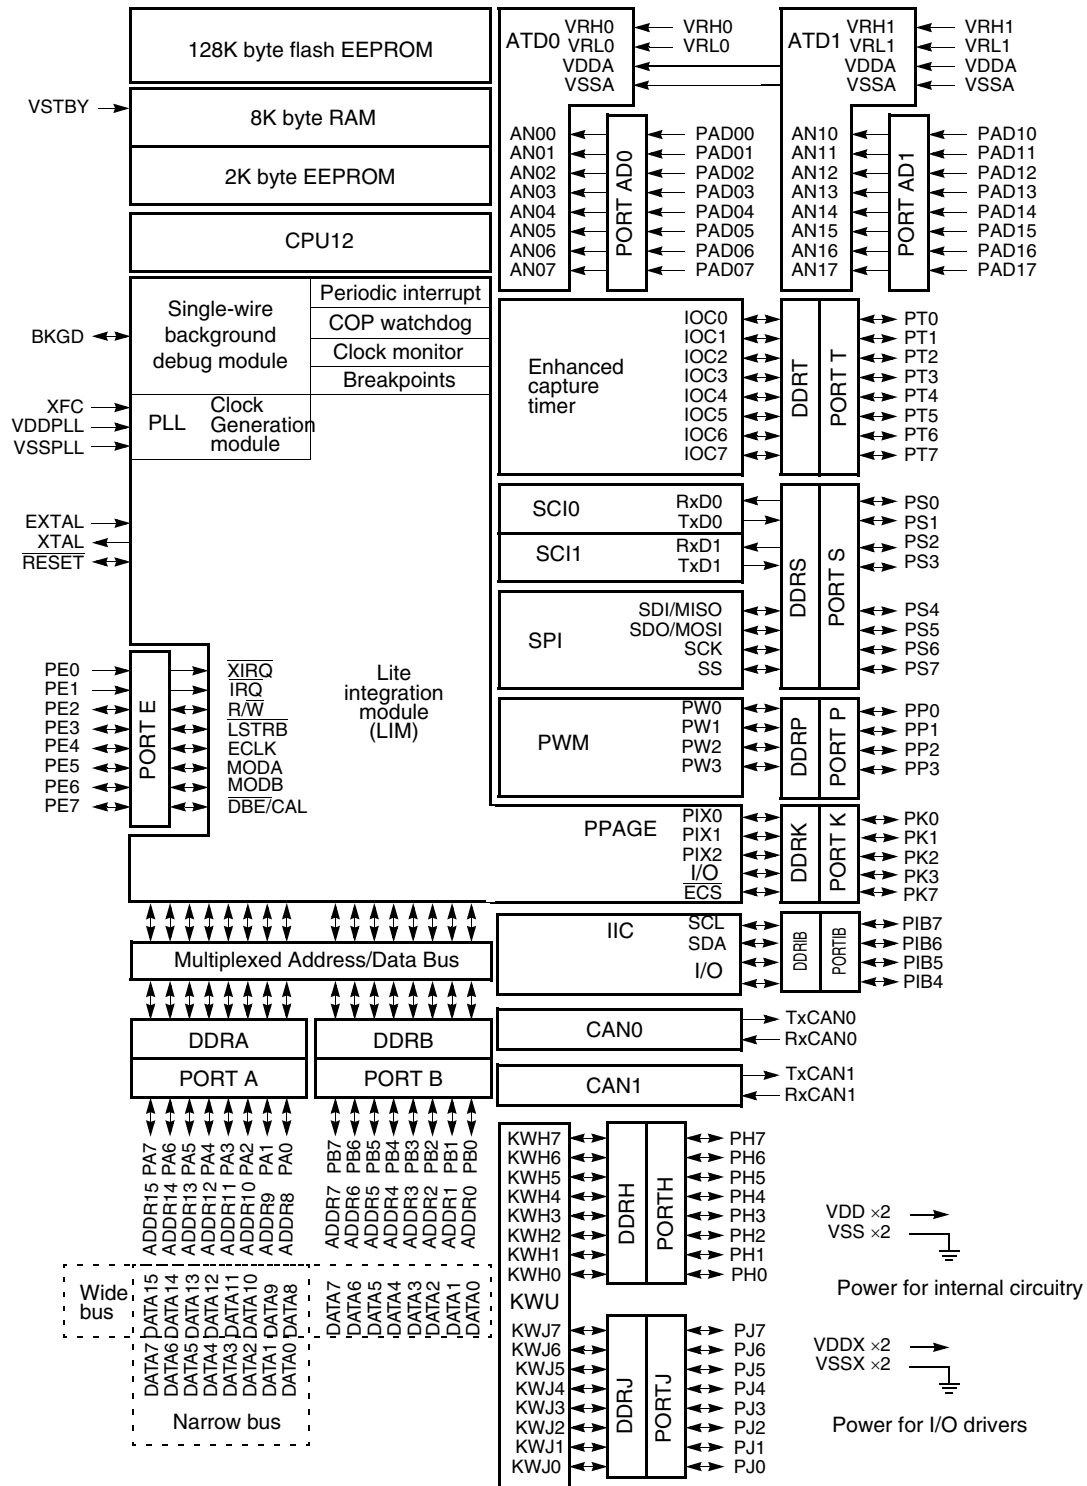 128K byte flash EEPROM
VSTBY
8K byte RAM
2K byte EEPROM
CPU12
BKGD
Single-wire
background
debug module
Periodic interrupt
COP watchdog
Clock monitor
Breakpoints
XFC
VDDPLL
VSSPLL
PLL
Clock
Generation
module
EXTAL
XTAL
RESET
PE0
PE1
PE2
PE3
PE4
PE5
PE6
PE7
PORT E
XIRQ
IRQ
R/W
LSTRB
ECLK
MODA
MODB
DBE/CAL
Lite
integration
module
(LIM)
Multiplexed Address/Data Bus
DDRA
PORT A
DDRB
PORT B
PA7
PA6
PA5
PA4
PA3
PA2
PA1
PA0
PB7
PB6
PB5
PB4
PB3
PB2
PB1
PB0
ADDR15
ADDR14
ADDR13
ADDR12
ADDR11
ADDR10
ADDR9
ADDR8
ADDR7
ADDR6
ADDR5
ADDR4
ADDR3
ADDR2
ADDR1
ADDR0
Wide
bus
DATA15
DATA14
DATA13
DATA12
DATA11
DATA10
DATA9
DATA8
DATA7
DATA6
DATA5
DATA4
DATA3
DATA2
DATA1
DATA0
DATA7
DATA6
DATA5
DATA4
DATA3
DATA2
DATA1
DATA0
Narrow bus
ATD0
VRH0
VRL0
VDDA
VSSA
VRH0
VRL0
AN00
AN01
AN02
AN03
AN04
AN05
AN06
AN07
PORT AD0
PAD00
PAD01
PAD02
PAD03
PAD04
PAD05
PAD06
PAD07
ATD1
VRH1
VRL1
VDDA
VSSA
VRH1
VRL1
VDDA
VSSA
AN10
AN11
AN12
AN13
AN14
AN15
AN16
AN17
PORT AD1
PAD10
PAD11
PAD12
PAD13
PAD14
PAD15
PAD16
PAD17
Enhanced
capture
timer
IOC0
IOC1
IOC2
IOC3
IOC4
IOC5
IOC6
IOC7
DDRT
PORT T
PT0
PT1
PT2
PT3
PT4
PT5
PT6
PT7
SCI0
RxD0
TxD0
SCI1
RxD1
TxD1
SPI
SDI/MISO
SDO/MOSI
SCK
SS
DDRS
PORT S
PS0
PS1
PS2
PS3
PS4
PS5
PS6
PS7
PWM
PW0
PW1
PW2
PW3
DDRP
PORT P
PP0
PP1
PP2
PP3
PPAGE
PIX0
PIX1
PIX2
I/O
ECS
DDRK
PORT K
PK0
PK1
PK2
PK3
PK7
IIC
SCL
SDA
I/O
DDRIB
PORTIB
PIB7
PIB6
PIB5
PIB4
CAN0
TxCAN0
RxCAN0
CAN1
TxCAN1
RxCAN1
KWH7
KWH6
KWH5
KWH4
KWH3
KWH2
KWH1
KWH0
KWU
DDRH
PORTH
PH7
PH6
PH5
PH4
PH3
PH2
PH1
PH0
KWJ7
KWJ6
KWJ5
KWJ4
KWJ3
KWJ2
KWJ1
KWJ0
DDRJ
PORTJ
PJ7
PJ6
PJ5
PJ4
PJ3
PJ2
PJ1
PJ0
VDD ×2
VSS ×2
Power for internal circuitry
VDDX ×2
VSSX ×2
Power for I/O drivers